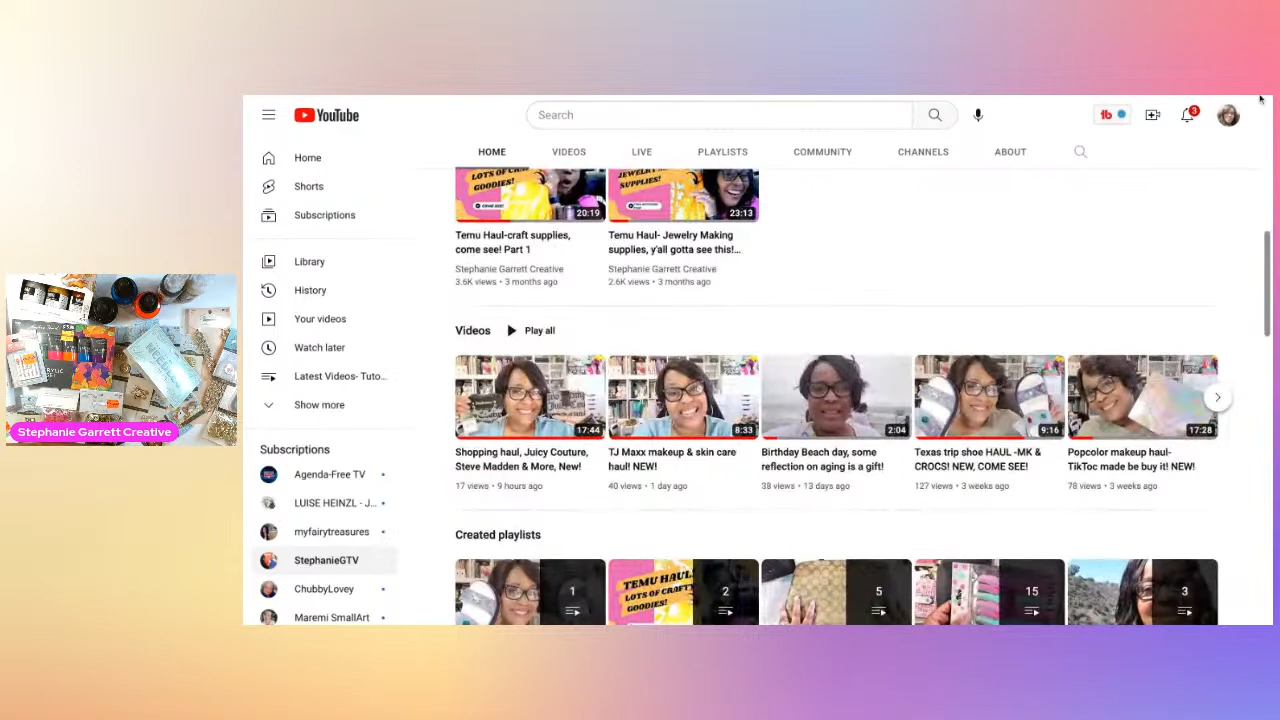 YouTube
Search
3
Home
Shorts
Subscriptions
Library
History
Your videos
Watch later
Latest Videos- Tuto...
Show more
Subscriptions
Agenda-Free TV
LUISE HEINZL - J...
myfairytreasures
StephanieGTV
ChubbyLovey
Maremi SmallArt
HOME VIDEOS LIVE PLAYLISTS COMMUNITY CHANNELS ABOUT
GOODIES!
COME SEE!
20:19
SUPPLIES!
23:13
Temu Haul-craft supplies,
come see! Part 1
Stephanie Garrett Creative
3.6K views • 3 months ago
Temu Haul- Jewelry Making
supplies, y'all gotta see this!...
Stephanie Garrett Creative
2.6K views • 3 months ago
Videos Play all
17:44
8:33
2:04
9:16
17:28
Shopping haul, Juicy Couture,
Steve Madden & More, New!
17 views • 9 hours ago
TJ Maxx makeup & skin care
haul! NEW!
40 views • 1 day ago
Birthday Beach day, some
reflection on aging is a gift!
38 views • 13 days ago
Texas trip shoe HAUL -MK &
CROCS! NEW, COME SEE!
127 views • 3 weeks ago
Popcolor makeup haul-
TikToc made be buy it! NEW!
78 views • 3 weeks ago
Created playlists
1
TEMU HAUL
LOTS OF CRAFT
GOODIES!
2
5
15
3
Stephanie Garrett Creative